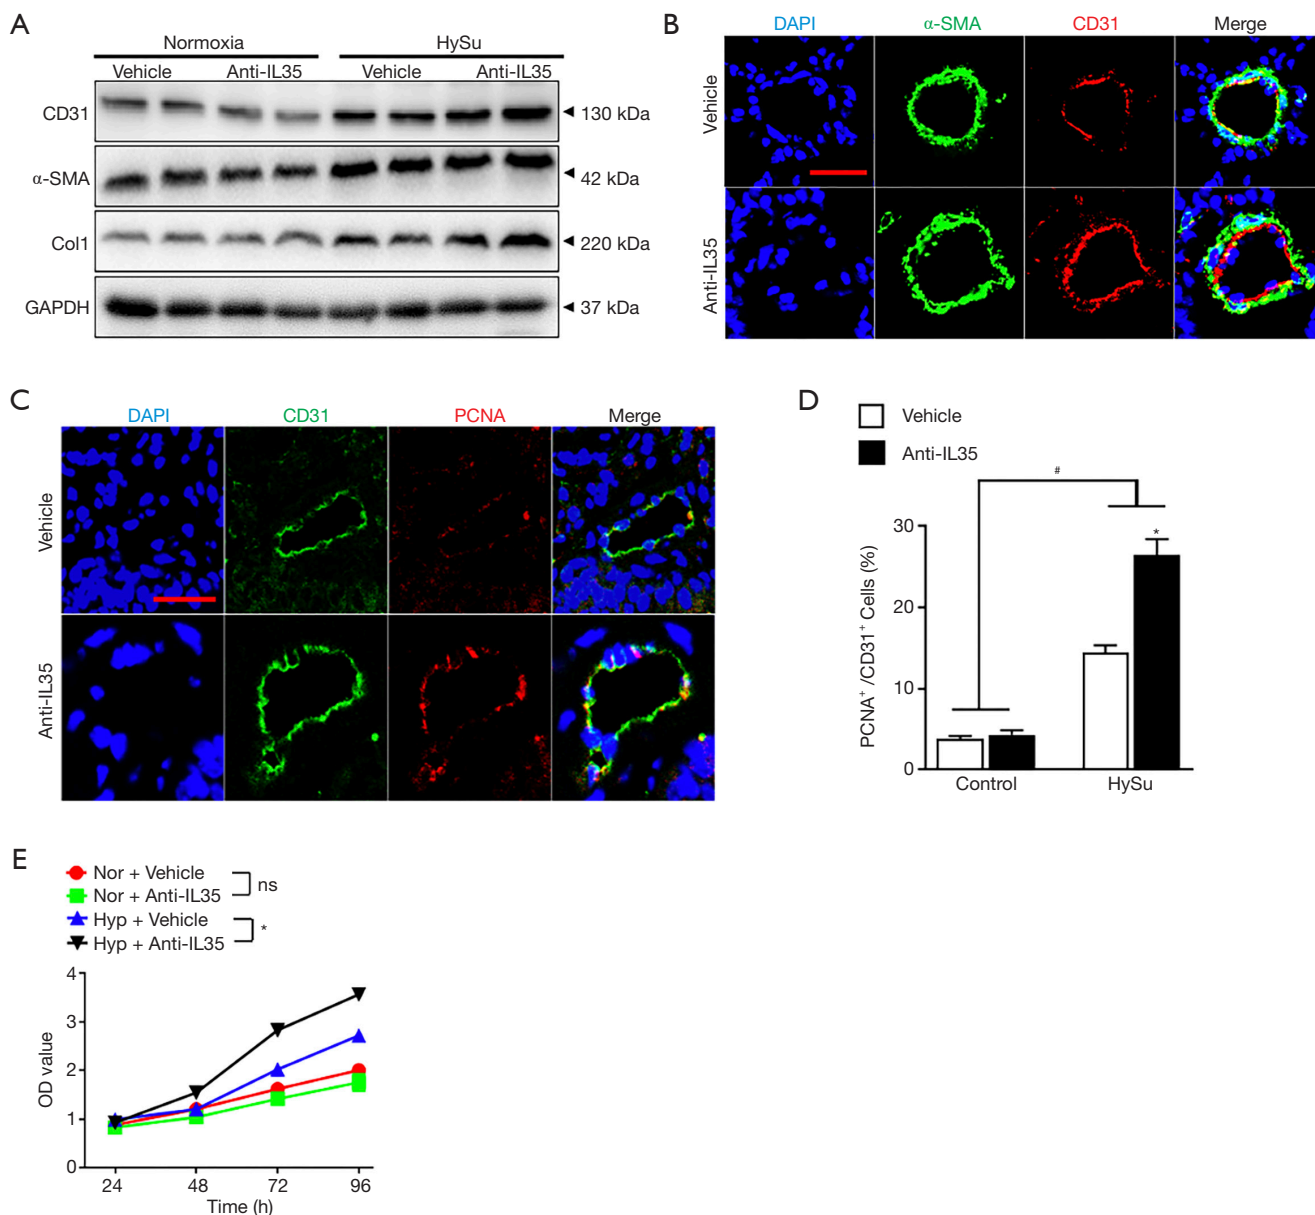 A
Normoxia HySu
Vehicle Anti-IL35 Vehicle Anti-IL35
CD31 130 kDa
α-SMA 42 kDa
Col1 220 kDa
GAPDH 37 kDa
B
DAPI α-SMA CD31 Merge
Vehicle
Anti-IL35
C
DAPI CD31 PCNA Merge
Vehicle
Anti-IL35
D
Vehicle
Anti-IL35
#
*
PCNA⁺ /CD31⁺ Cells (%)
30
20
10
0
Control HySu
E
Nor + Vehicle
Nor + Anti-IL35
ns
Hyp + Vehicle
Hyp + Anti-IL35
*
OD value
4
3
2
1
0
24 48 72 96
Time (h)